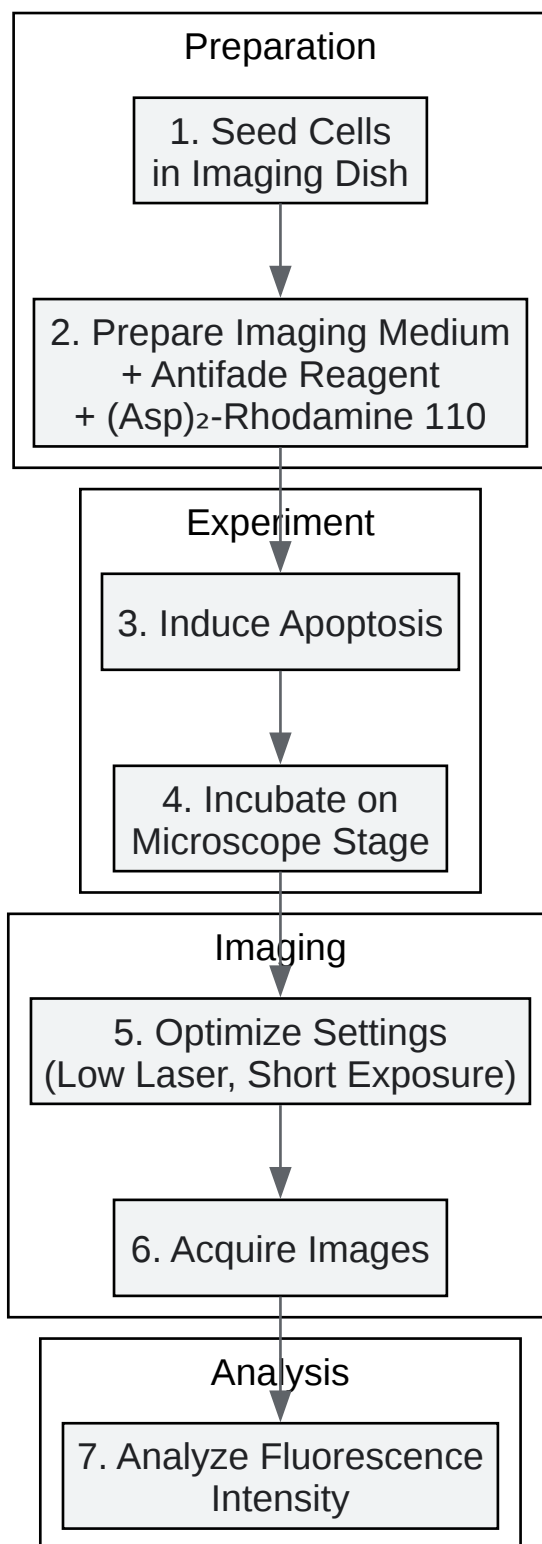 Preparation
1. Seed Cells
in Imaging Dish
2. Prepare Imaging Medium
+ Antifade Reagent
+ (Asp)₂-Rhodamine 110
Experiment
3. Induce Apoptosis
4. Incubate on
Microscope Stage
Imaging
5. Optimize Settings
(Low Laser, Short Exposure)
6. Acquire Images
Analysis
7. Analyze Fluorescence
Intensity